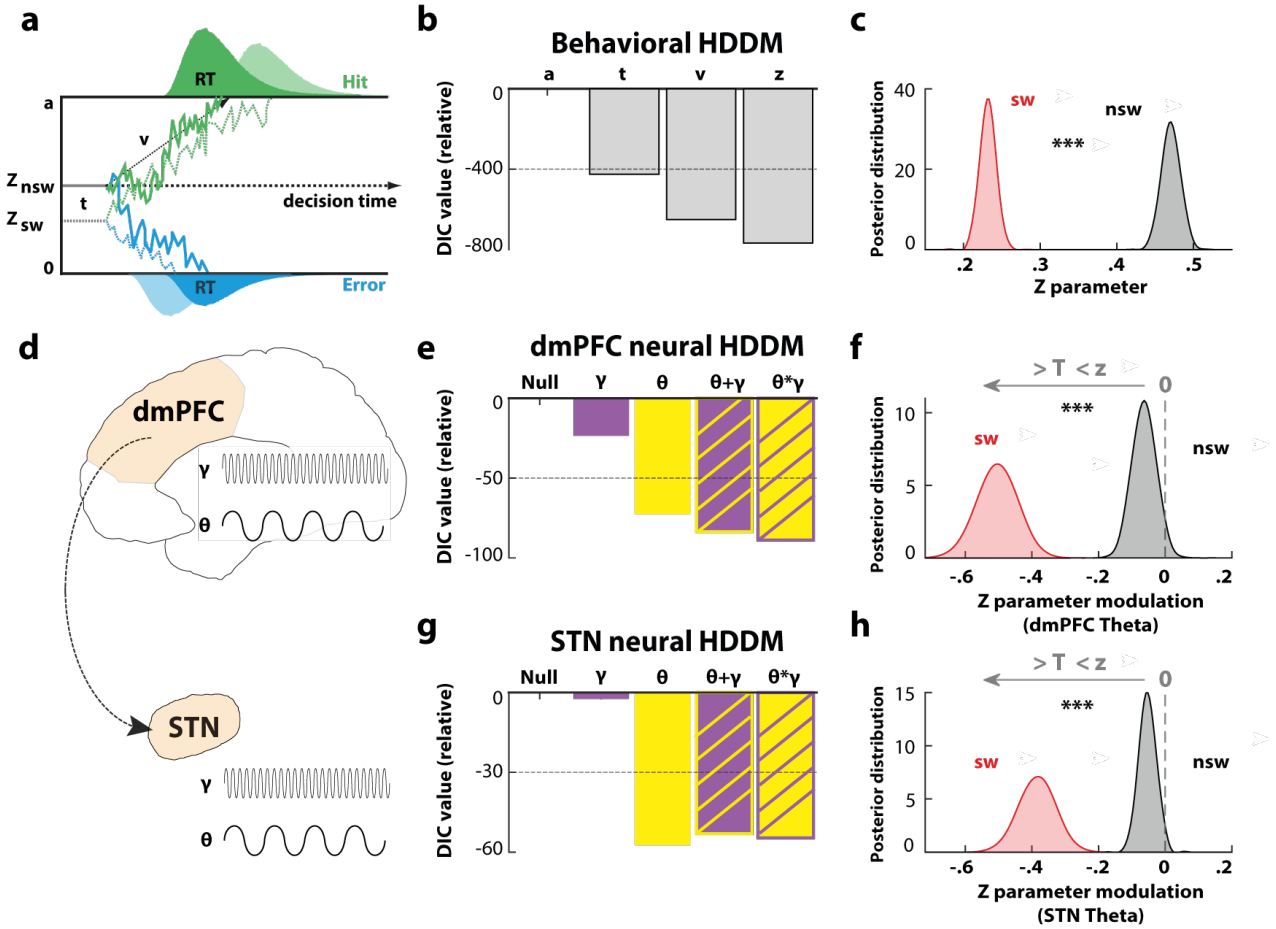 a
RT
Hit
a
v
Z nsw
decision time
t
Z sw
0
RT
Error
b
Behavioral HDDM
a t v z
DIC value (relative)
0
-400
-800
c
Posterior distribution
40
20
0
sw
nsw
***
.2 .3 .4 .5
Z parameter
d
dmPFC
γ
θ
STN
γ
θ
e
dmPFC neural HDDM
Null γ θ θ+γ θ*γ
DIC value (relative)
0
-50
-100
f
> T < z
0
***
Posterior distribution
10
5
0
sw
nsw
-.6 -.4 -.2 0 .2
Z parameter modulation
(dmPFC Theta)
g
STN neural HDDM
Null γ θ θ+γ θ*γ
DIC value (relative)
0
-30
-60
h
> T < z
0
***
Posterior distribution
15
10
5
0
sw
nsw
-.6 -.4 -.2 0 .2
Z parameter modulation
(STN Theta)